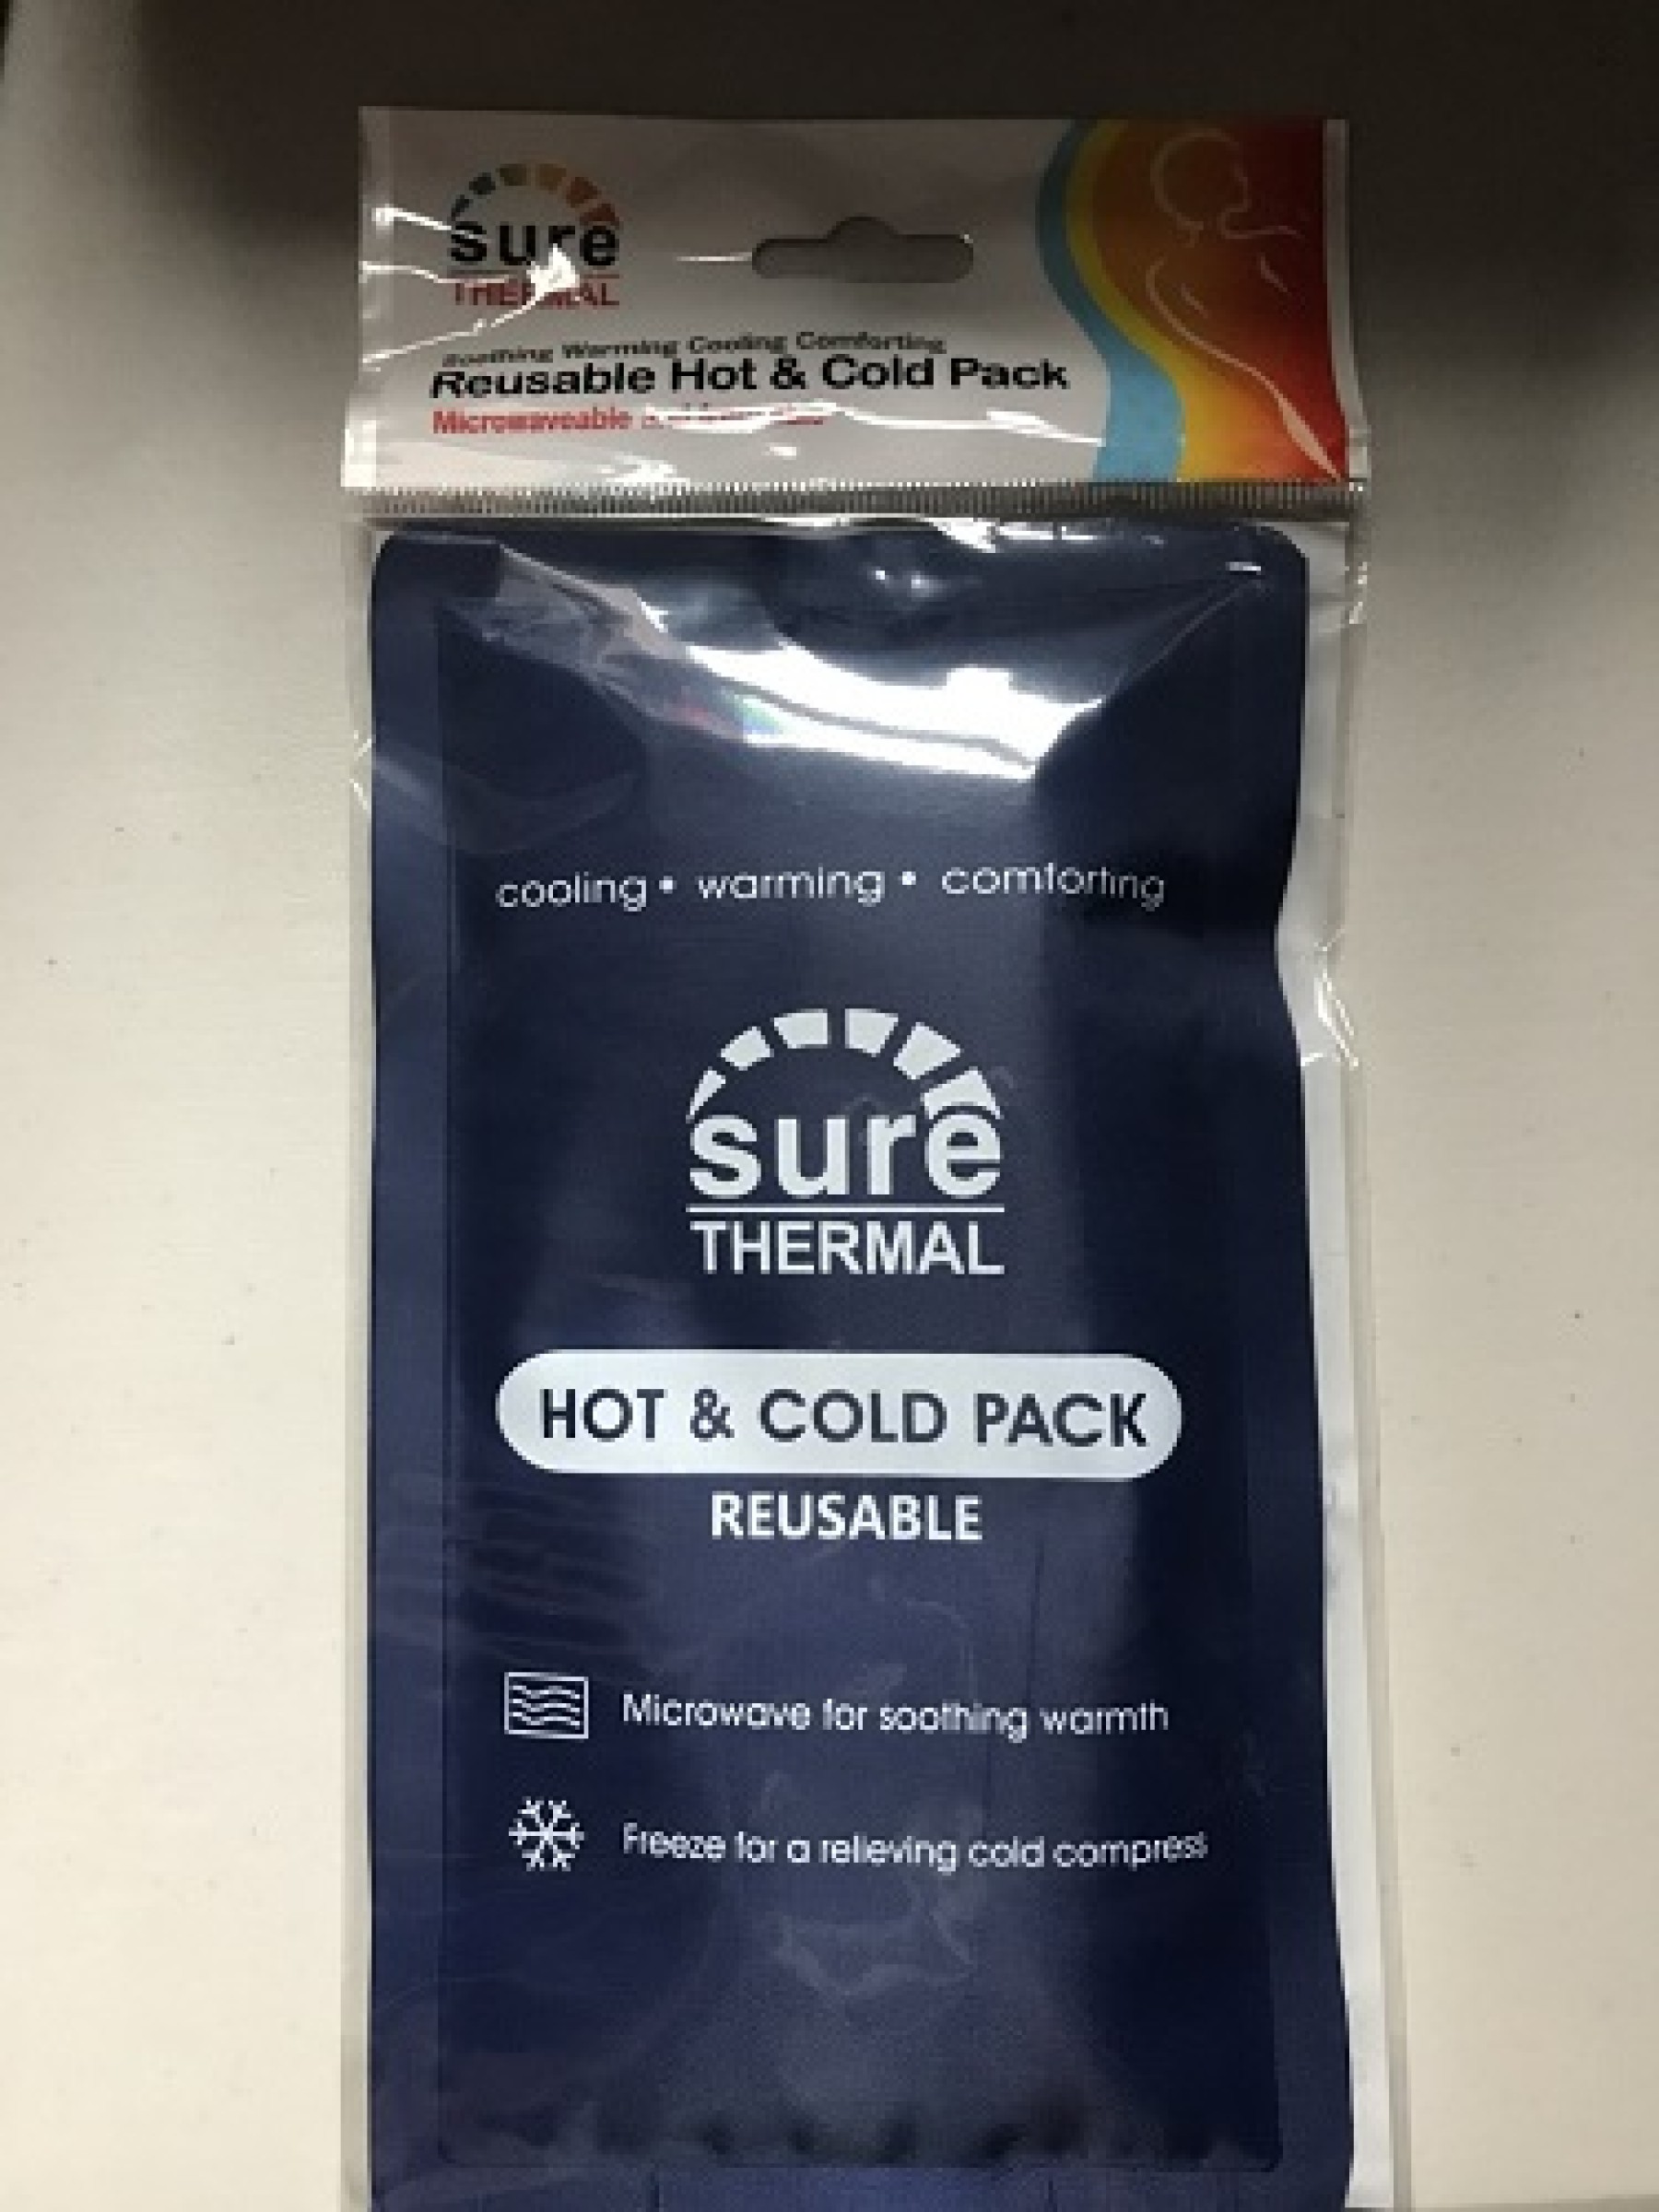 sure
THERMAL
Soothing Warming Cooling Comforting
Reusable Hot & Cold Pack
Microwaveable
cooling • warming • comforting
sure
THERMAL
HOT & COLD PACK
REUSABLE
Microwave for soothing warmth
Freeze for a relieving cold compress